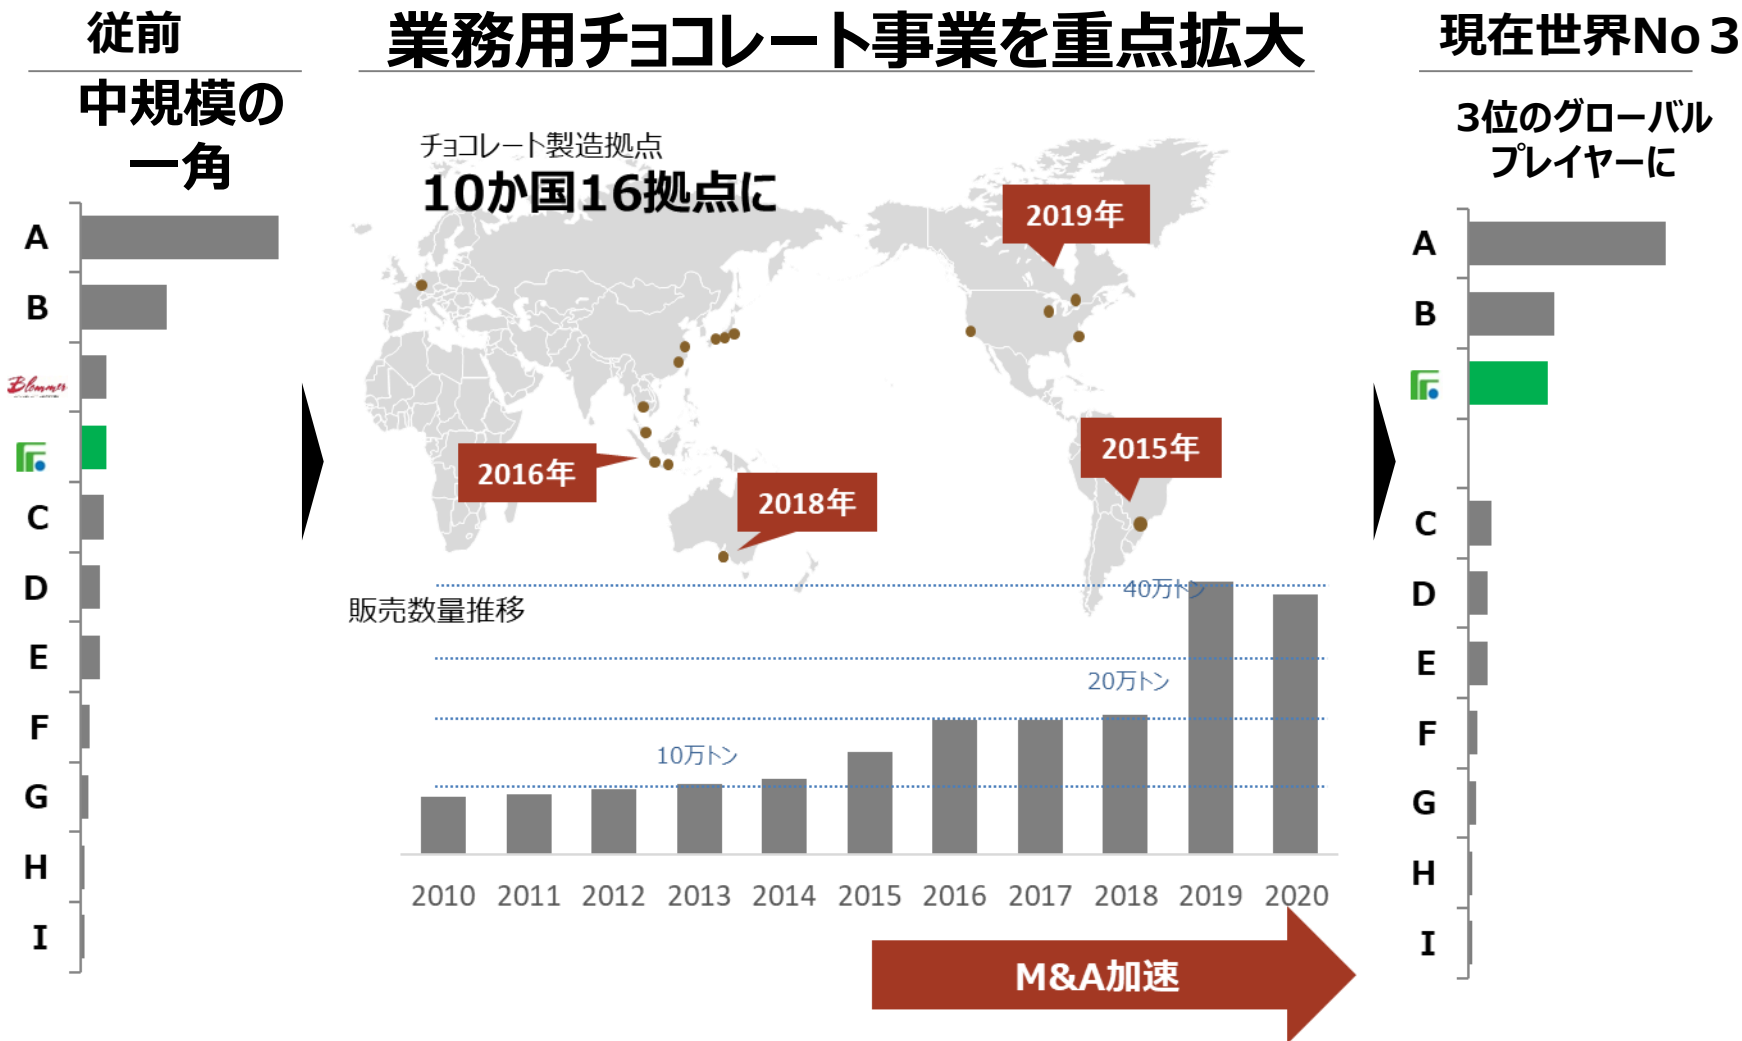 従前
中規模の
一角
A
B
Blommer
C
D
E
F
G
H
I
業務用チョコレート事業を重点拡大
チョコレート製造拠点
10か国16拠点に
2019年
2015年
2016年
2018年
販売数量推移
40万トン
20万トン
10万トン
2010 2011 2012 2013 2014 2015 2016 2017 2018 2019 2020
M&A加速
現在世界No３
3位のグローバル
プレイヤーに
A
B
C
D
E
F
G
H
I